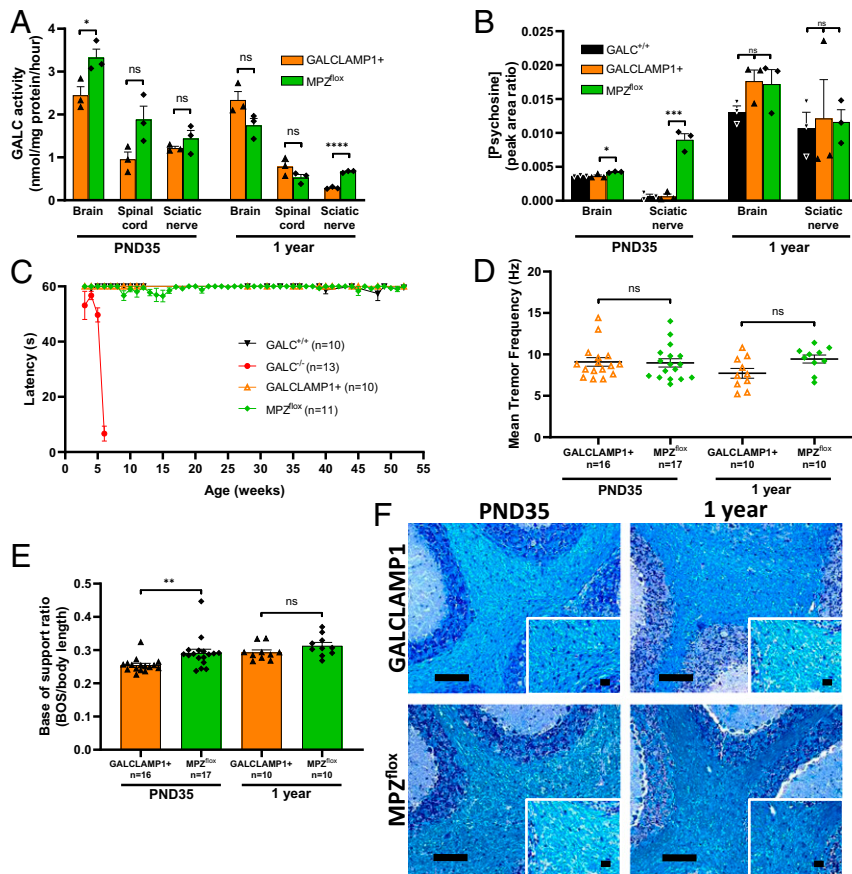 A
GALC activity
(nmol/mg protein/hour)
4
3
2
1
0
*
ns
ns
ns
ns
****
GALCLAMP1+
MPZflox
Brain
Spinal
cord
Sciatic
nerve
Brain
Spinal
cord
Sciatic
nerve
PND35
1 year
B
[Psychosine]
(peak area ratio)
0.025
0.020
0.015
0.010
0.005
0.000
GALC+/+
GALCLAMP1+
MPZflox
*
***
ns
ns
Brain
Sciatic
nerve
Brain
Sciatic
nerve
PND35
1 year
C
Latency (s)
60
40
20
0
GALC+/+ (n=10)
GALC-/- (n=13)
GALCLAMP1+ (n=10)
MPZflox (n=11)
0 5 10 15 20 25 30 35 40 45 50 55
Age (weeks)
D
Mean Tremor Frequency (Hz)
20
15
10
5
0
ns
ns
GALCLAMP1+
n=16
MPZflox
n=17
GALCLAMP1+
n=10
MPZflox
n=10
PND35
1 year
E
Base of support ratio
(BOS/body length)
0.5
0.4
0.3
0.2
0.1
0.0
**
ns
GALCLAMP1+
n=16
MPZflox
n=17
GALCLAMP1+
n=10
MPZflox
n=10
PND35
1 year
F
PND35
1 year
GALCLAMP1
MPZflox